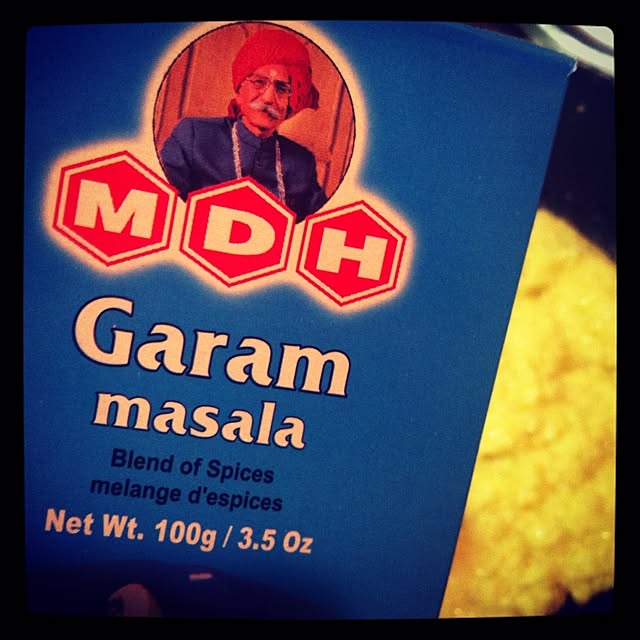 MDH
Garam
masala
Blend of Spices
melange d'espices
Net Wt. 100g / 3.5 Oz